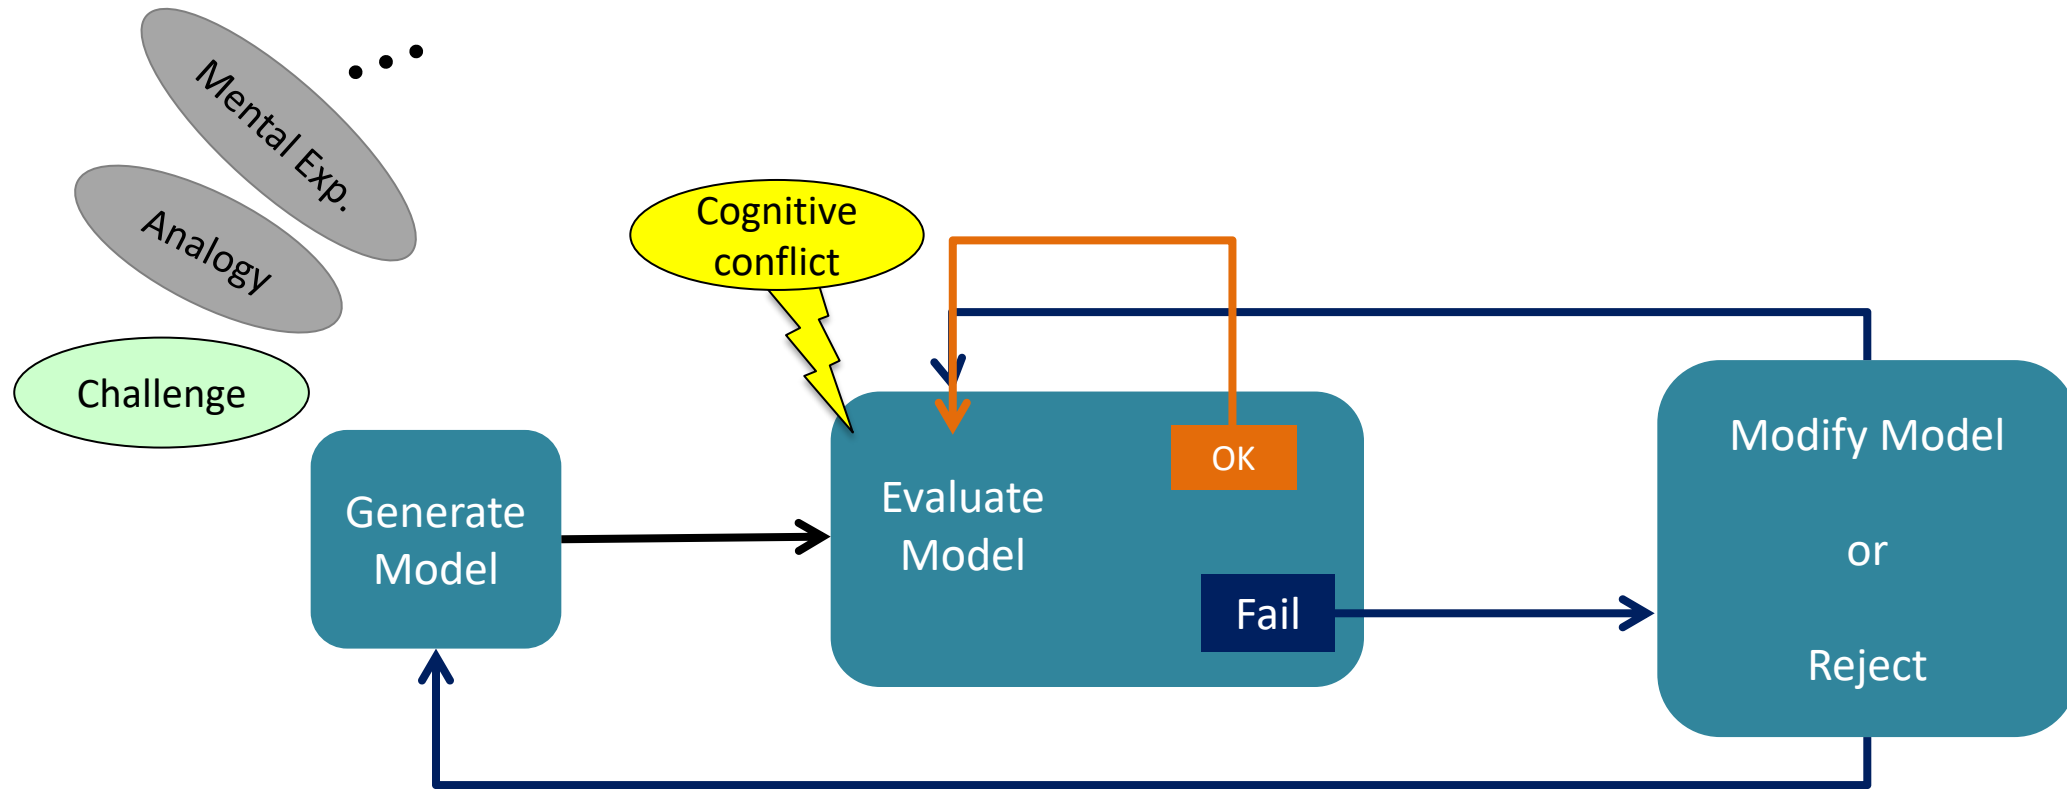 Mental Exp.
Analogy
Challenge
Cognitive
conflict
Generate
Model
Evaluate
Model
OK
Fail
Modify Model
or
Reject